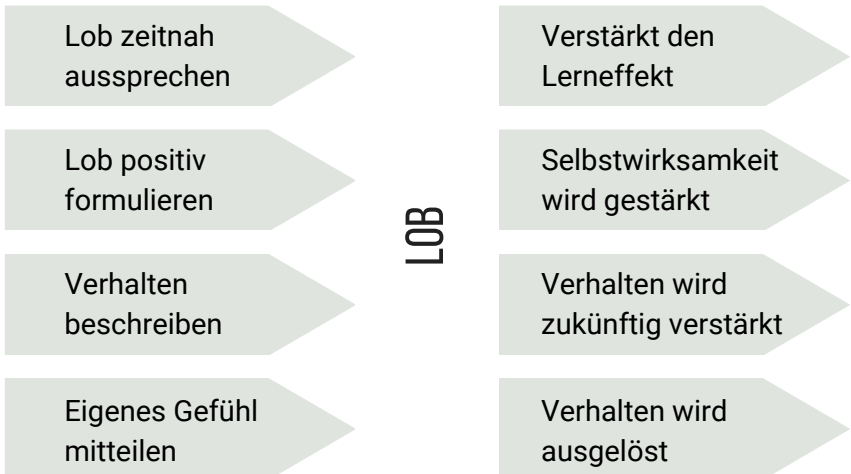 Lob zeitnah
aussprechen
Lob positiv
formulieren
Verhalten
beschreiben
Eigenes Gefühl
mitteilen
LOB
Verstärkt den
Lerneffekt
Selbstwirksamkeit
wird gestärkt
Verhalten wird
zukünftig verstärkt
Verhalten wird
ausgelöst